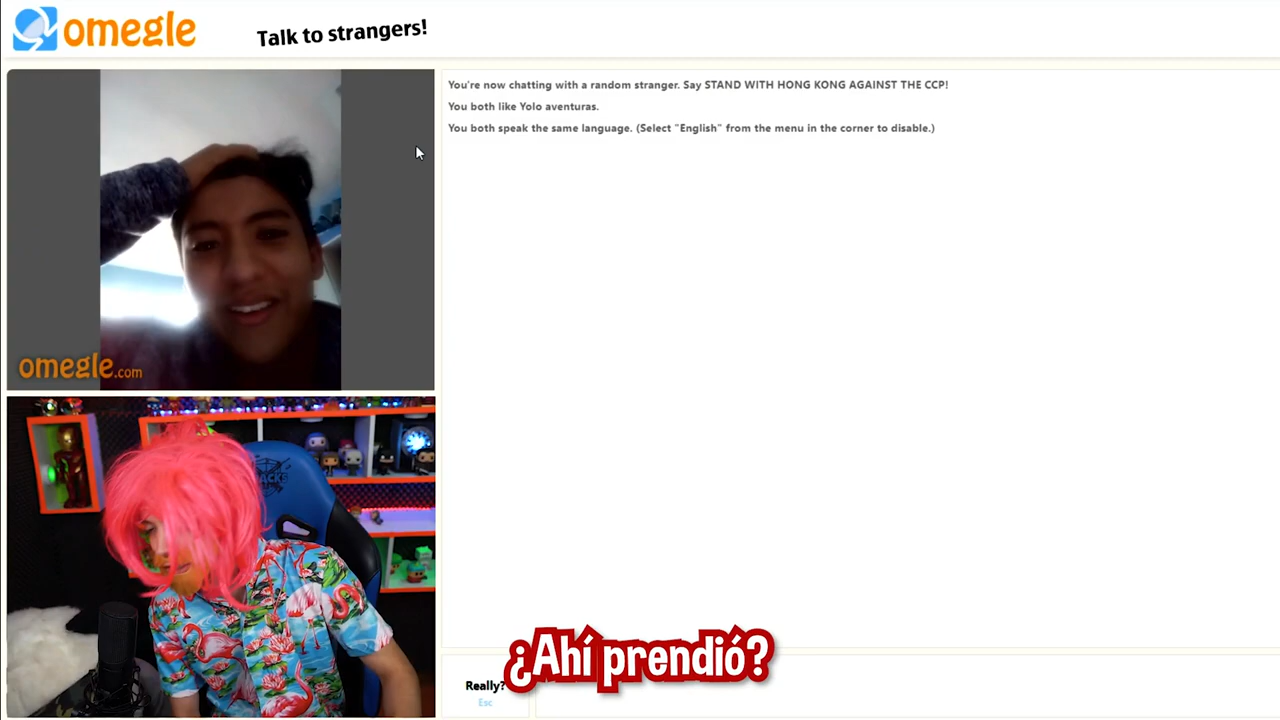 omegle
Talk to strangers!
You're now chatting with a random stranger. Say STAND WITH HONG KONG AGAINST THE CCP!
You both like Yolo aventuras.
You both speak the same language. (Select "English" from the menu in the corner to disable.)
omegle.com
¿Ahí prendió?
Really?
Esc